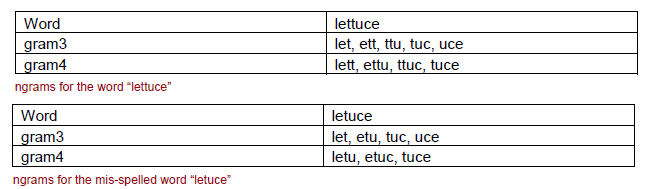 Word lettuce
gram3 let, ett, ttu, tuc, uce
gram4 lett, ettu, ttuc, tuce
ngrams for the word “lettuce”
Word letuce
gram3 let, etu, tuc, uce
gram4 letu, etuc, tuce
ngrams for the mis-spelled word “letuce”